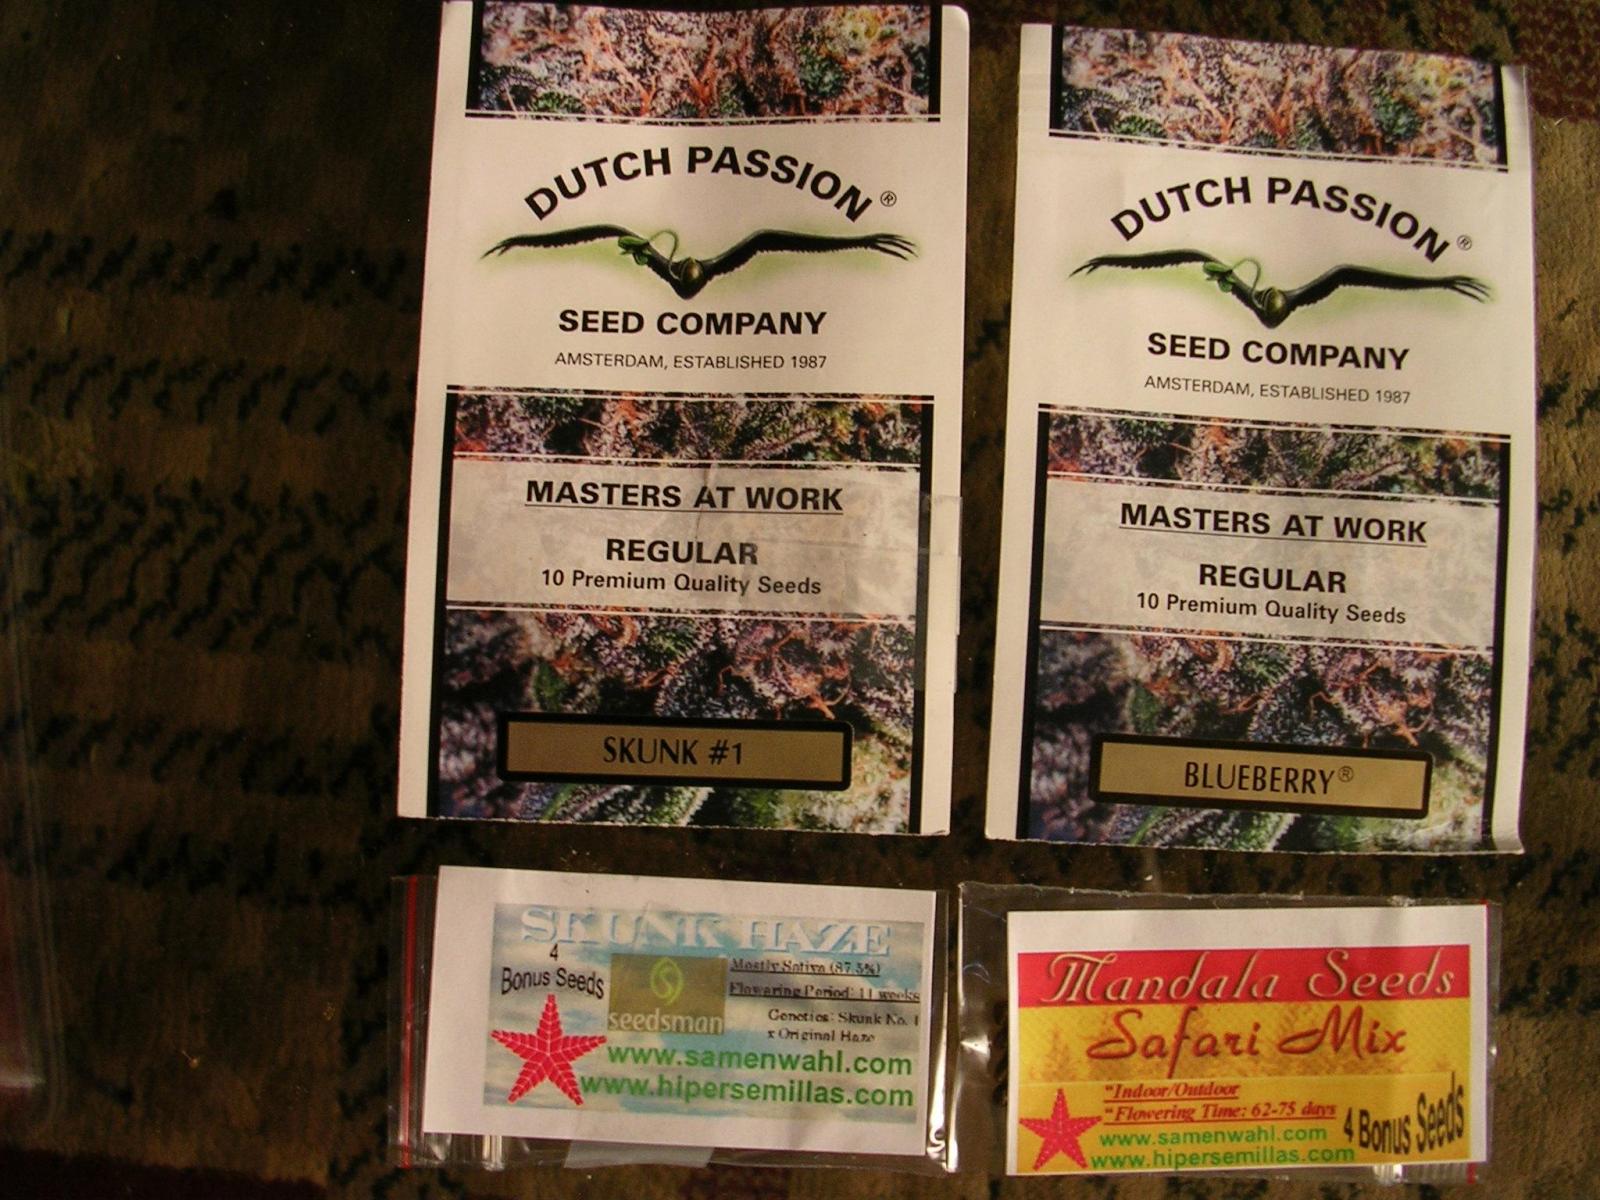 DUTCH PASSION®
SEED COMPANY
AMSTERDAM, ESTABLISHED 1987
MASTERS AT WORK
REGULAR
10 Premium Quality Seeds
SKUNK #1
DUTCH PASSION®
SEED COMPANY
AMSTERDAM, ESTABLISHED 1987
MASTERS AT WORK
REGULAR
10 Premium Quality Seeds
BLUEBERRY®
SKUNK HAZE
4
Bonus Seeds
seedsman
Mostly Sativa (87.5%)
Flowering Period: 11 weeks
Genetics: Skunk No. 1
x Original Haze
www.samenwahl.com
www.hipersemillas.com
Mandala Seeds
Safari Mix
"Indoor/Outdoor
"Flowering Time: 62-75 days
4 Bonus Seeds
www.samenwahl.com
www.hipersemillas.com